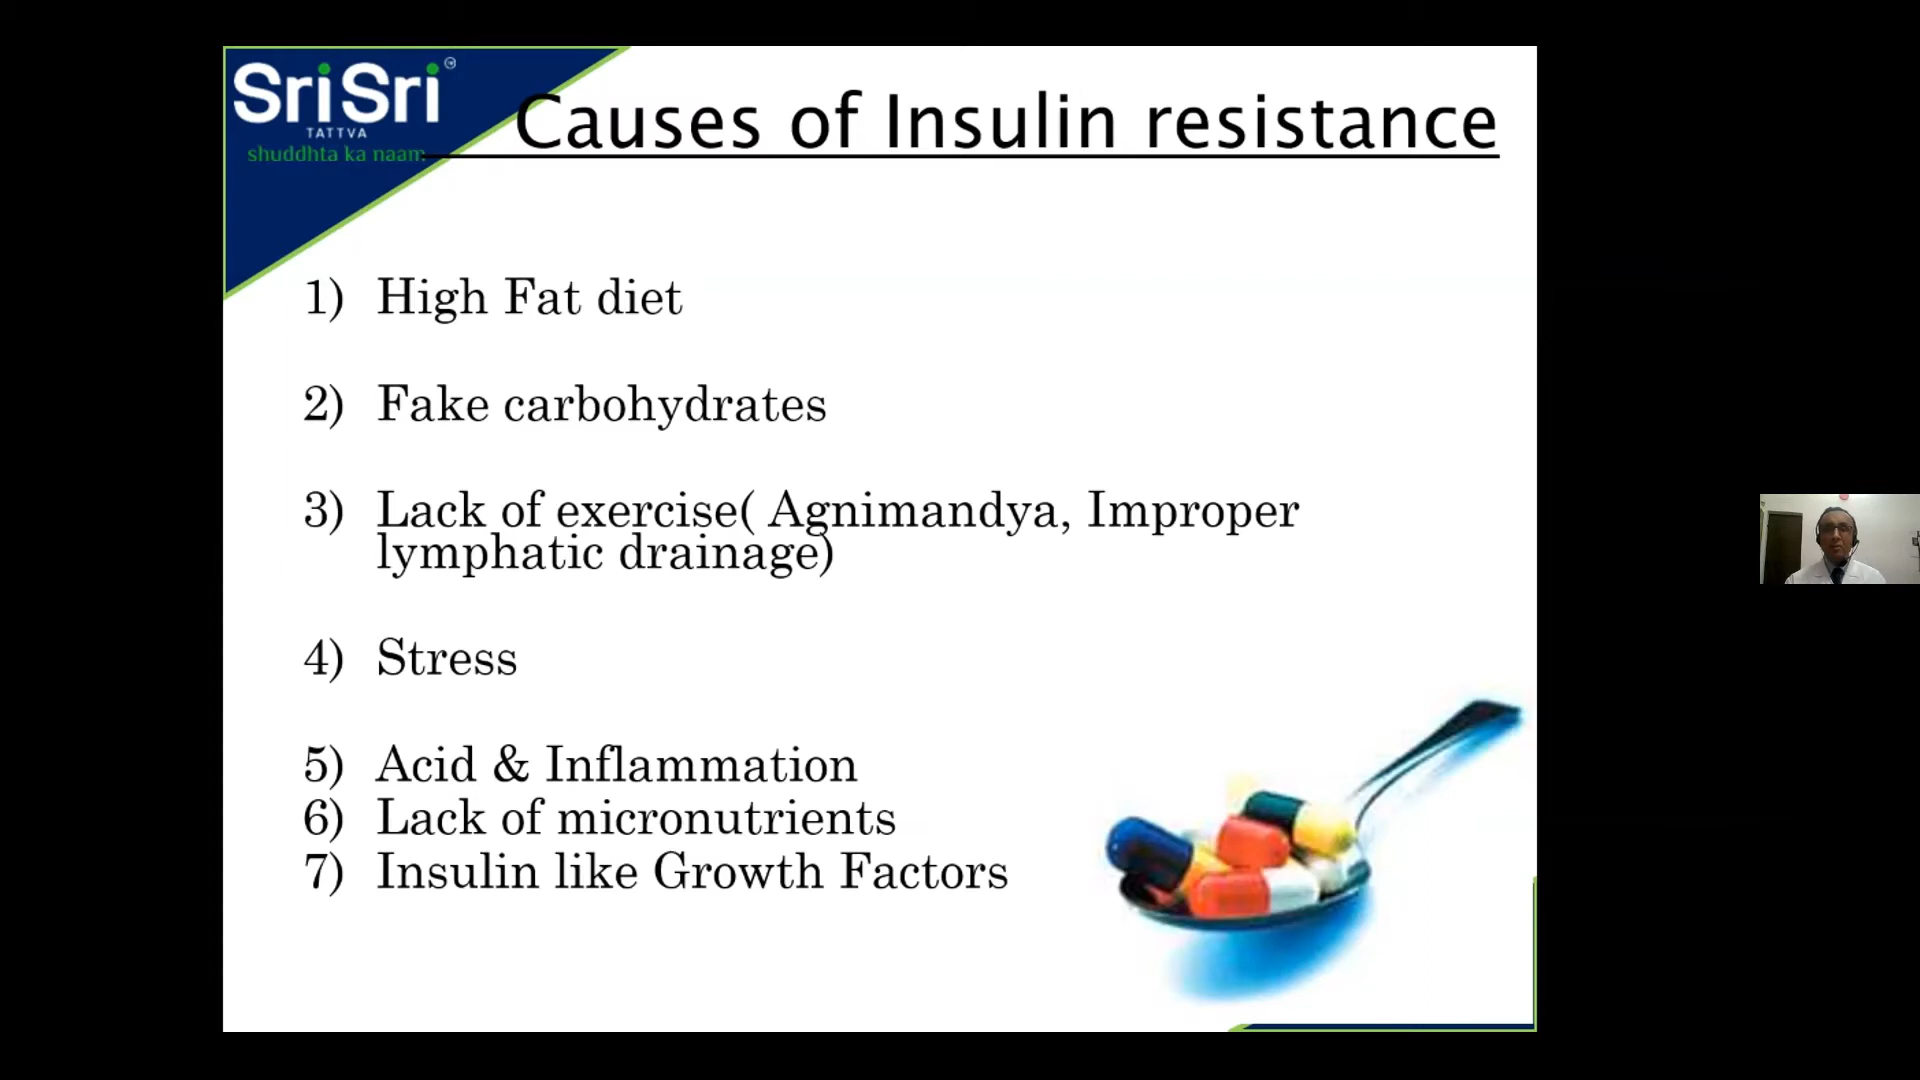 SriSri
TATTVA
shuddhta ka naam
Causes of Insulin resistance
1) High Fat diet
2) Fake carbohydrates
3) Lack of exercise( Agnimandya, Improper
lymphatic drainage)
4) Stress
5) Acid & Inflammation
6) Lack of micronutrients
7) Insulin like Growth Factors